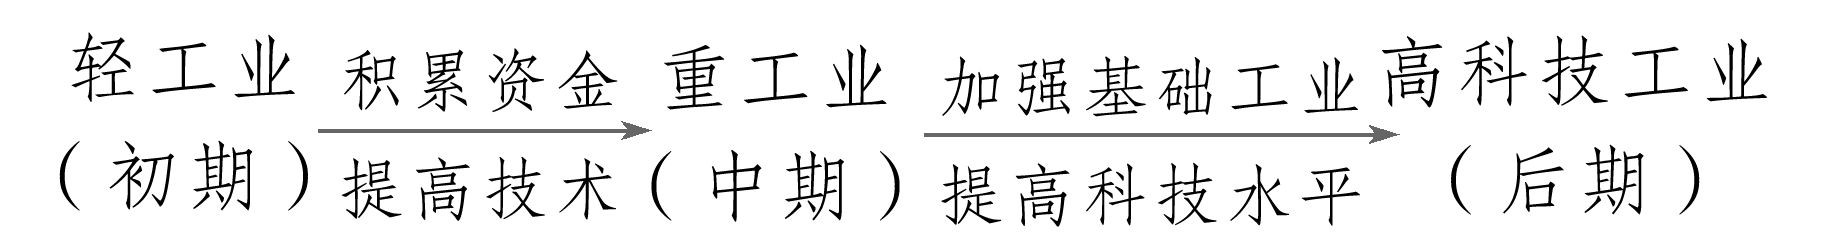 轻工业 积累资金 重工业 加强基础工业 高科技工业
（初期） 提高技术 （中期） 提高科技水平 （后期）